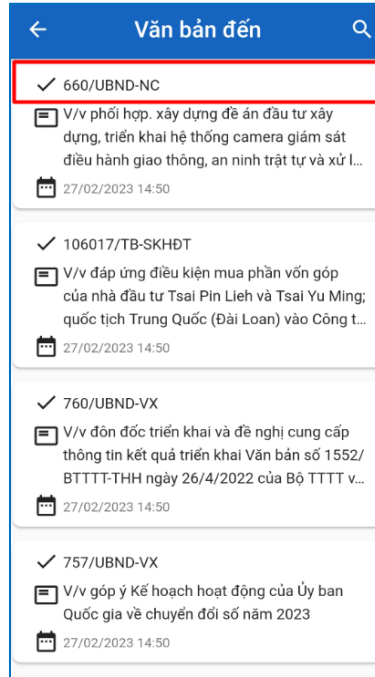 Văn bản đến
660/UBND-NC
V/v phối hợp. xây dựng đề án đầu tư xây
dựng, triển khai hệ thống camera giám sát
điều hành giao thông, an ninh trật tự và xử l...
27/02/2023 14:50
106017/TB-SKHĐT
V/v đáp ứng điều kiện mua phần vốn góp
của nhà đầu tư Tsai Pin Lieh và Tsai Yu Ming;
quốc tịch Trung Quốc (Đài Loan) vào Công t...
27/02/2023 14:50
760/UBND-VX
V/v đôn đốc triển khai và đề nghị cung cấp
thông tin kết quả triển khai Văn bản số 1552/
BTTTT-THH ngày 26/4/2022 của Bộ TTTT v...
27/02/2023 14:50
757/UBND-VX
V/v góp ý Kế hoạch hoạt động của Ủy ban
Quốc gia về chuyển đổi số năm 2023
27/02/2023 14:50